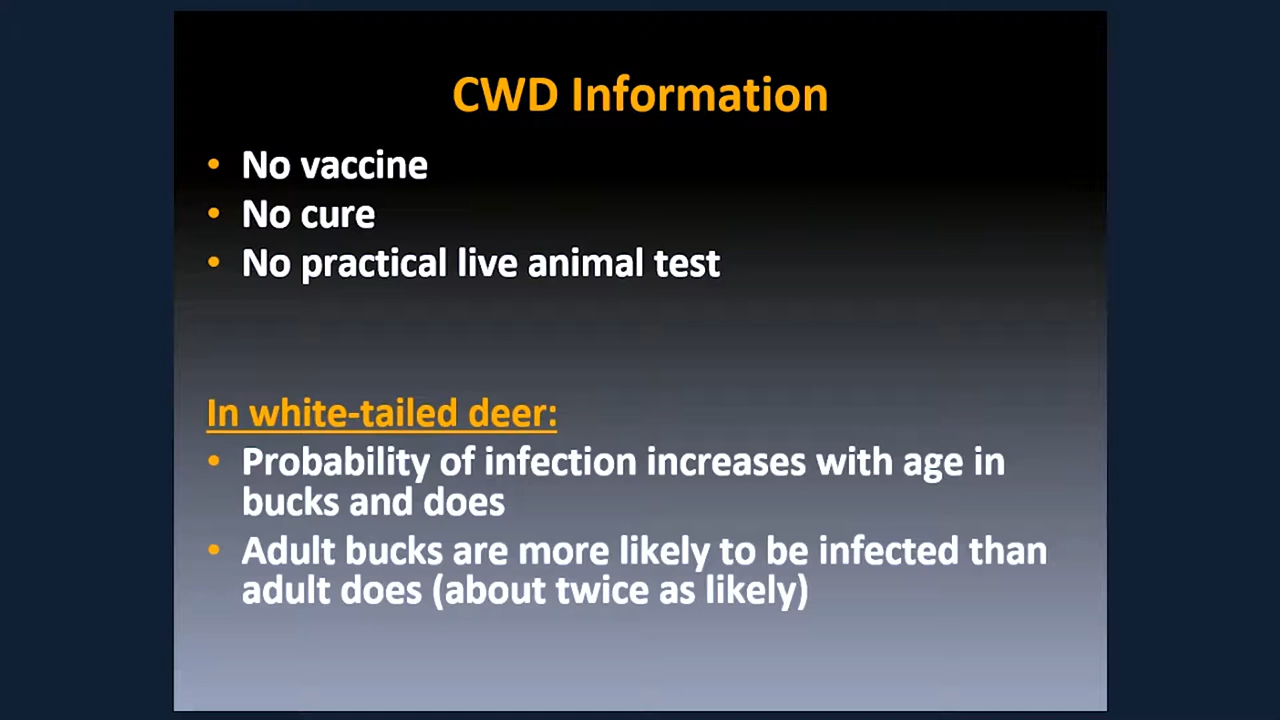 CWD Information
• No vaccine
• No cure
• No practical live animal test
In white-tailed deer:
• Probability of infection increases with age in
bucks and does
• Adult bucks are more likely to be infected than
adult does (about twice as likely)